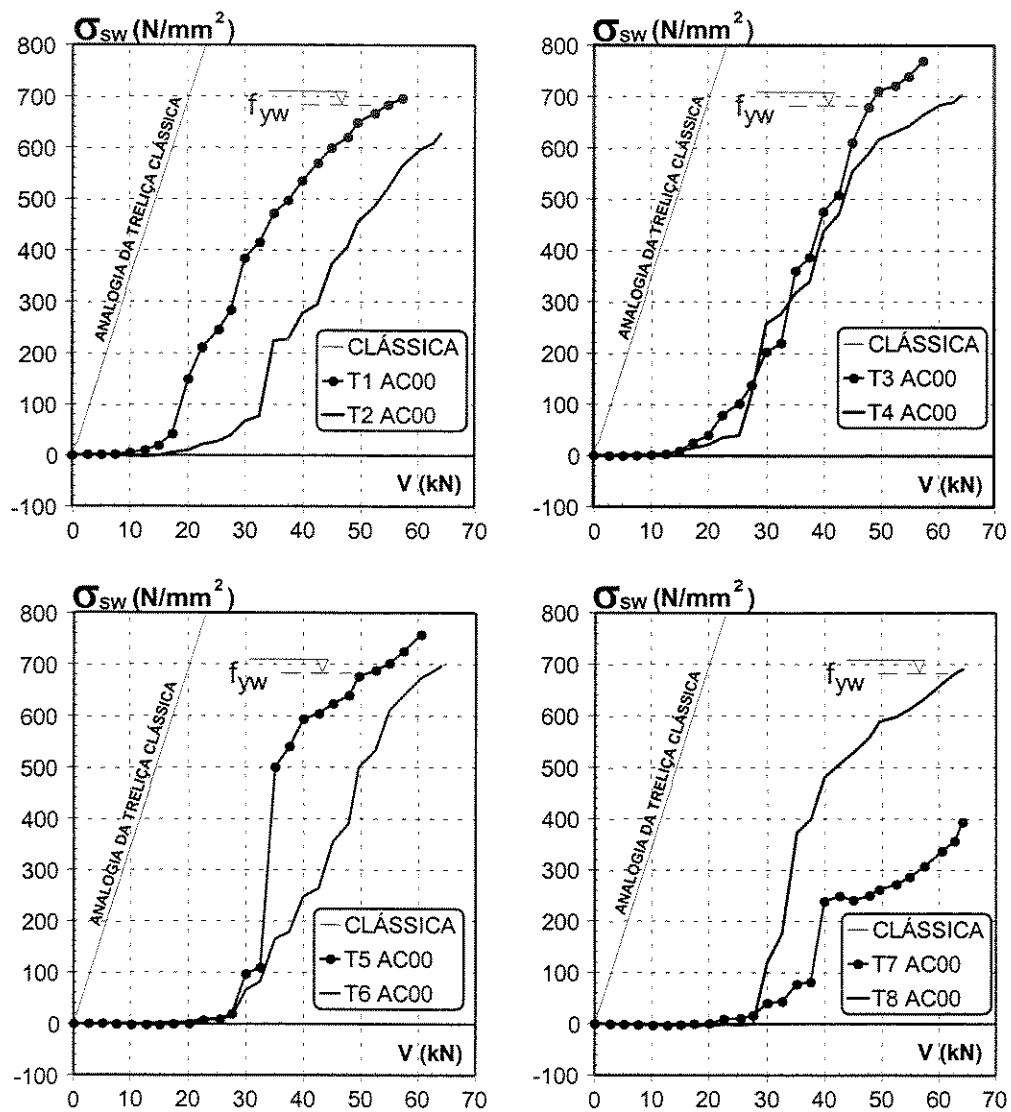 σsw (N/mm²)
800
700
600
500
400
300
200
100
0
-100
ANALOGIA DA TRELIÇA CLÁSSICA
fyw
CLÁSSICA
T1 AC00
T2 AC00
V (kN)
0 10 20 30 40 50 60 70
σsw (N/mm²)
800
700
600
500
400
300
200
100
0
-100
ANALOGIA DA TRELIÇA CLÁSSICA
fyw
CLÁSSICA
T3 AC00
T4 AC00
V (kN)
0 10 20 30 40 50 60 70
σsw (N/mm²)
800
700
600
500
400
300
200
100
0
-100
ANALOGIA DA TRELIÇA CLÁSSICA
fyw
CLÁSSICA
T5 AC00
T6 AC00
V (kN)
0 10 20 30 40 50 60 70
σsw (N/mm²)
800
700
600
500
400
300
200
100
0
-100
ANALOGIA DA TRELIÇA CLÁSSICA
fyw
CLÁSSICA
T7 AC00
T8 AC00
V (kN)
0 10 20 30 40 50 60 70